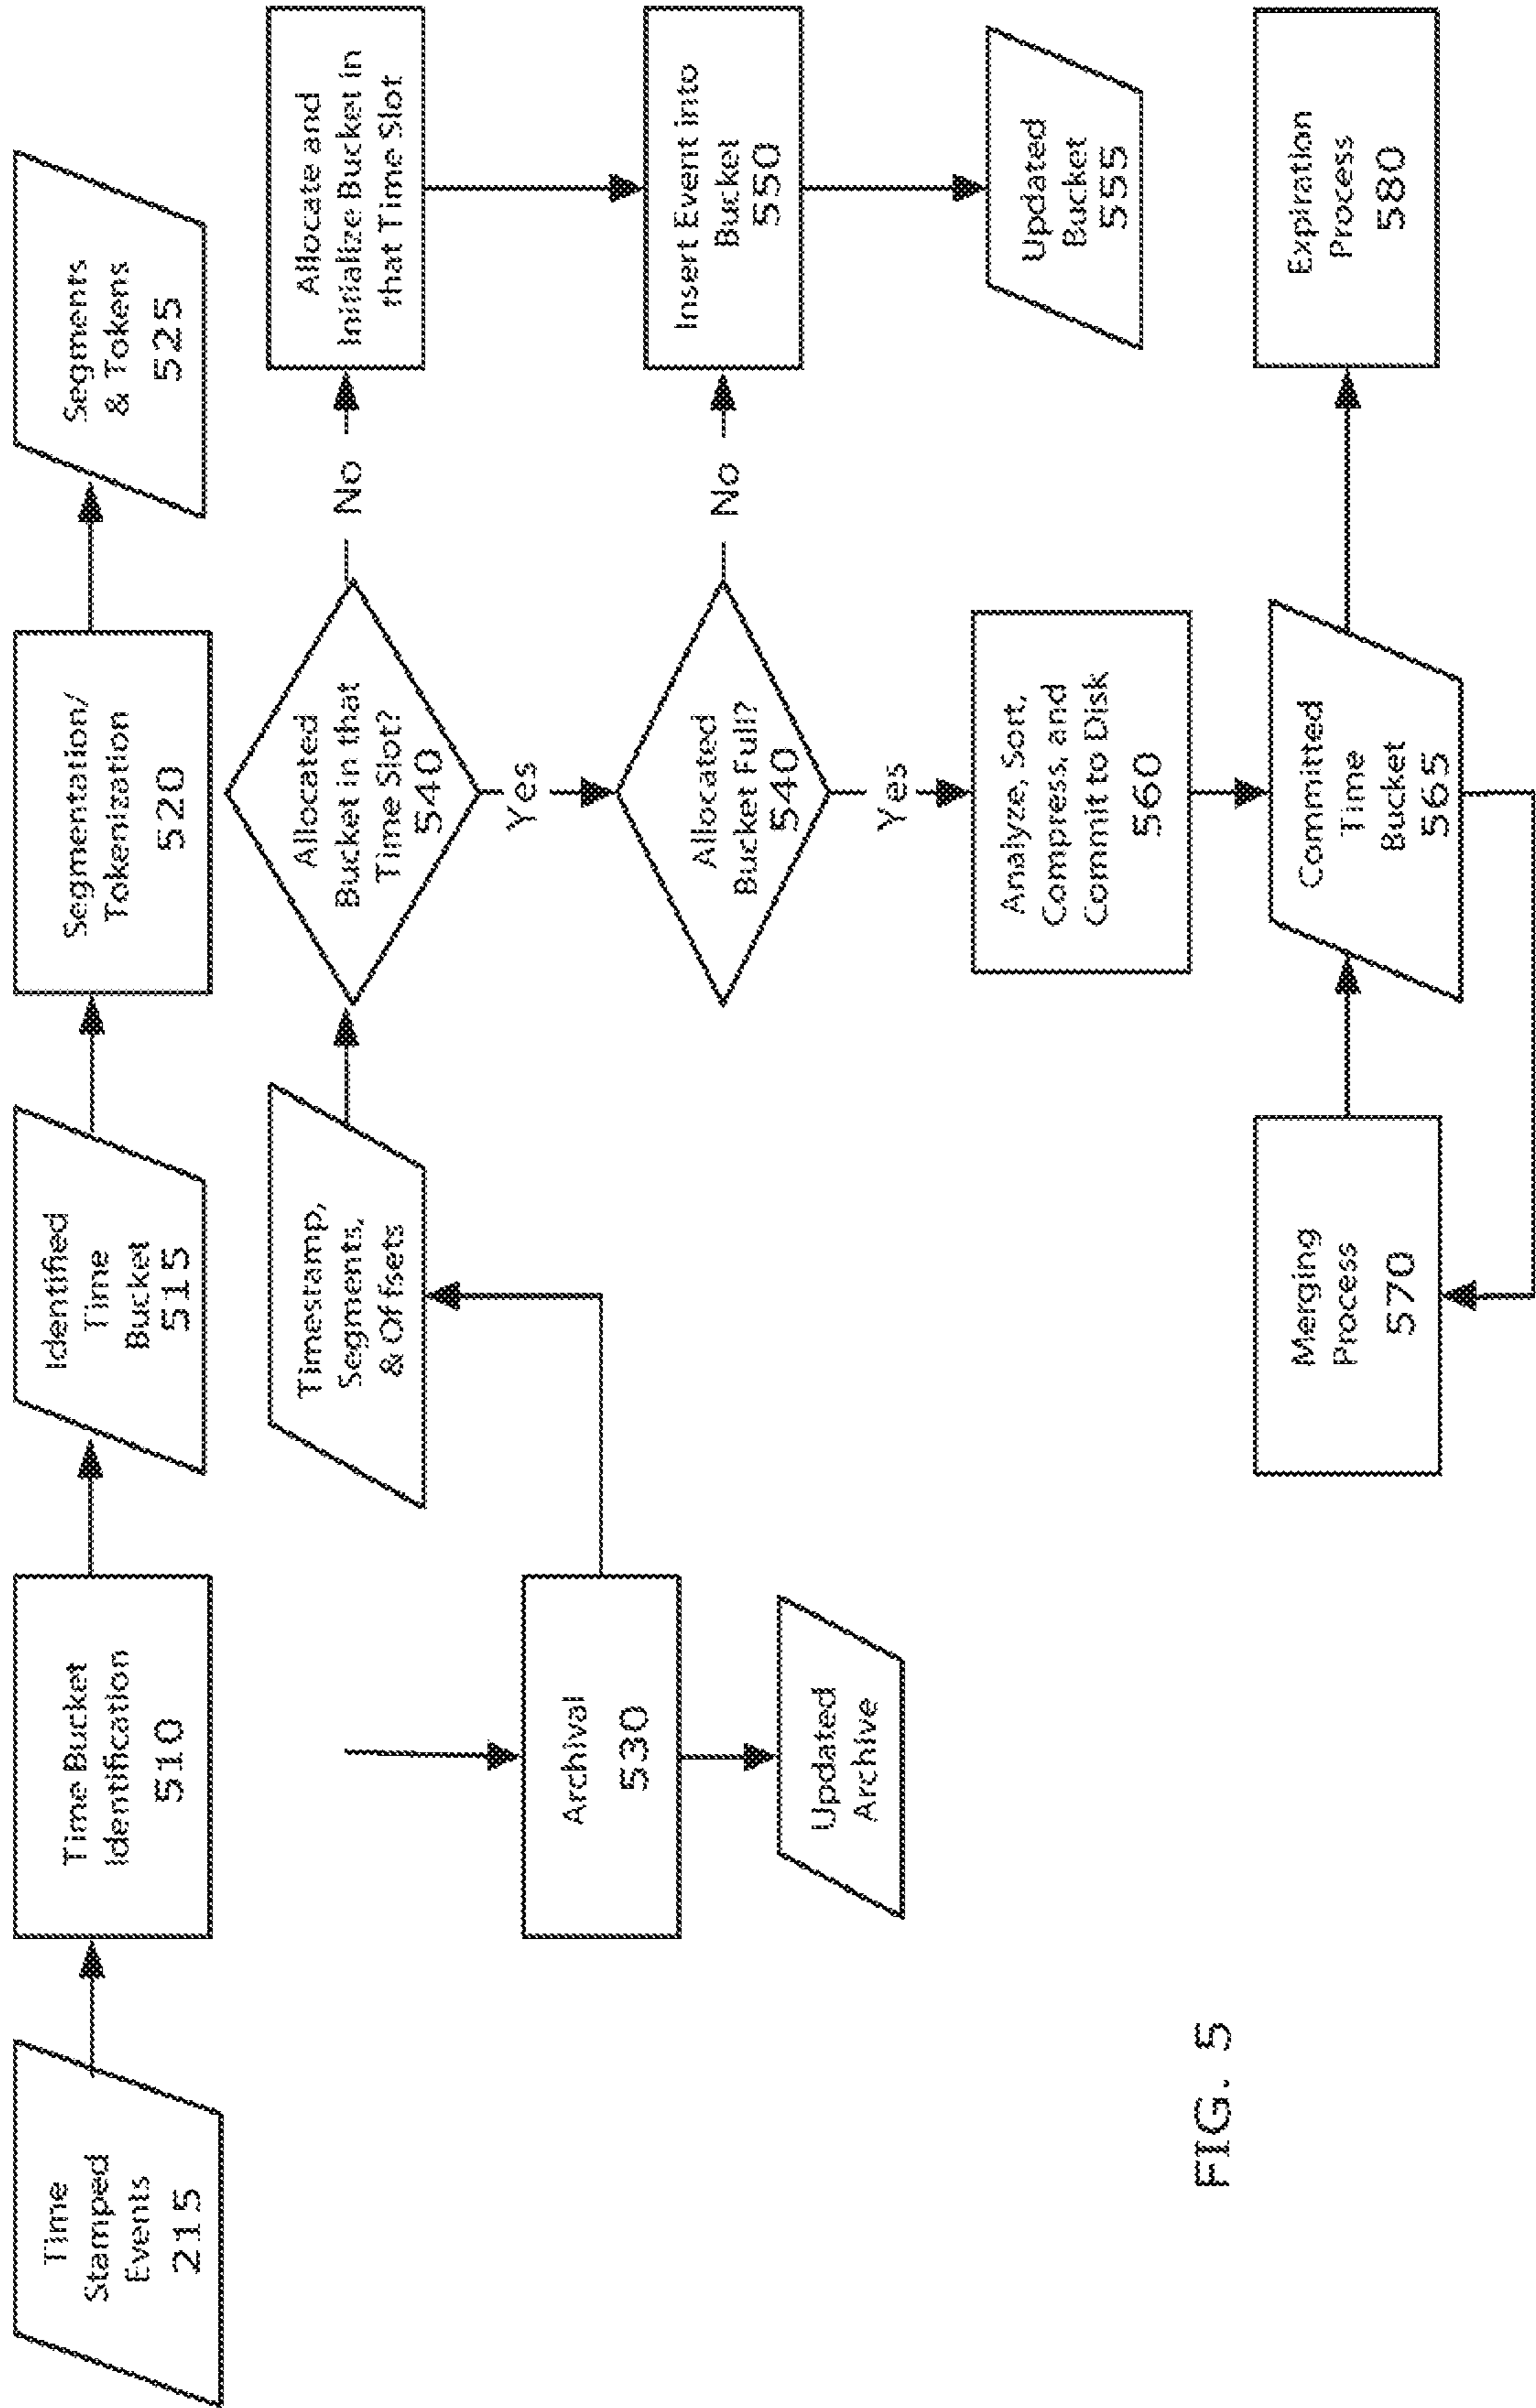 Time
Stamped
Events
215
Time Bucket
Identification
510
Identified
Time
Bucket
515
Segmentation/
Tokenization
520
Segments
& Tokens
525
Timestamp,
Segments,
& Offsets
Allocated
Bucket in that
Time Slot?
540
No
Allocate and
Initialize Bucket in
that Time Slot
Yes
Archival
530
Allocated
Bucket Full?
540
No
Insert Event into
Bucket
550
Updated
Archive
Yes
Analyze, Sort,
Compress, and
Commit to Disk
560
Updated
Bucket
555
Merging
Process
570
Committed
Time
Bucket
565
Expiration
Process
580
FIG. 5